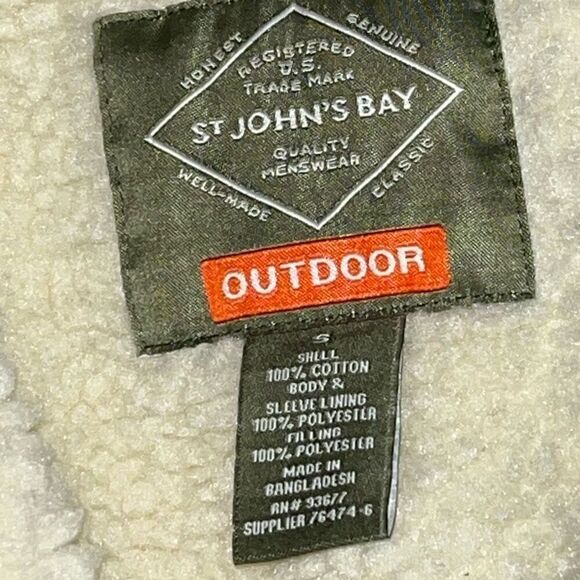 HONEST
GENUINE
REGISTERED
U.S.
TRADE MARK
ST JOHN'S BAY
QUALITY
MENSWEAR
WELL-MADE
CLASSIC
OUTDOOR
S
SHELL
100% COTTON
BODY &
SLEEVE LINING
100% POLYESTER
FILLING
100% POLYESTER
MADE IN
BANGLADESH
RN# 93677
SUPPLIER 76474-6